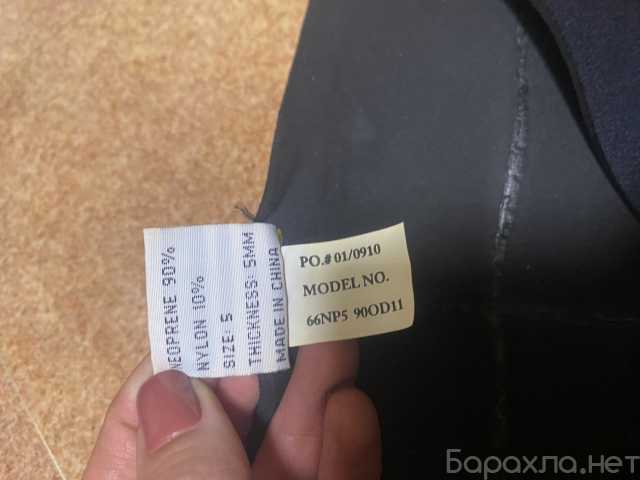 NEOPRENE 90%
NYLON 10%
SIZE: 5
THICKNESS: 5MM
MADE IN CHINA
PO.# 01/0910
MODEL NO.
66NP5 90OD11
Барахла.нет